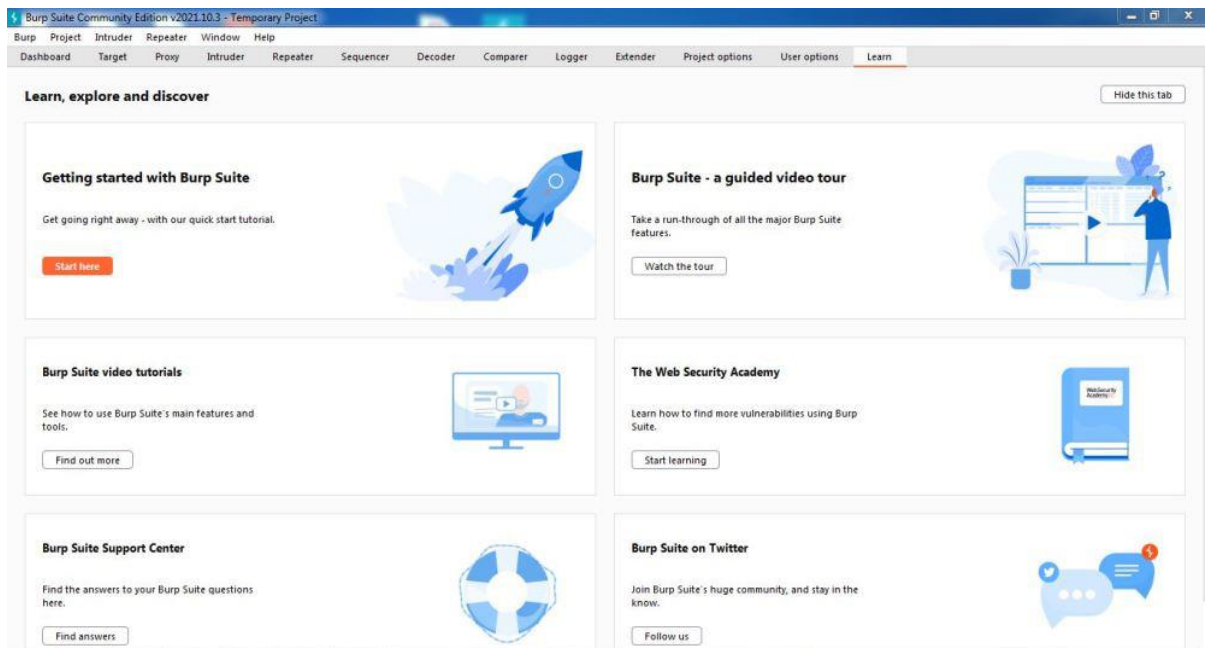 Burp Suite Community Edition v2021.10.3 - Temporary Project
Burp Project Intruder Repeater Window Help
Dashboard Target Proxy Intruder Repeater Sequencer Decoder Comparer Logger Extender Project options User options Learn
Learn, explore and discover
Hide this tab
Getting started with Burp Suite
Get going right away - with our quick start tutorial.
Start here
Burp Suite - a guided video tour
Take a run-through of all the major Burp Suite
features.
Watch the tour
Burp Suite video tutorials
See how to use Burp Suite's main features and
tools.
Find out more
The Web Security Academy
Learn how to find more vulnerabilities using Burp
Suite.
Start learning
WebSecurity
Academy
Burp Suite Support Center
Find the answers to your Burp Suite questions
here.
Find answers
Burp Suite on Twitter
Join Burp Suite's huge community, and stay in the
know.
Follow us